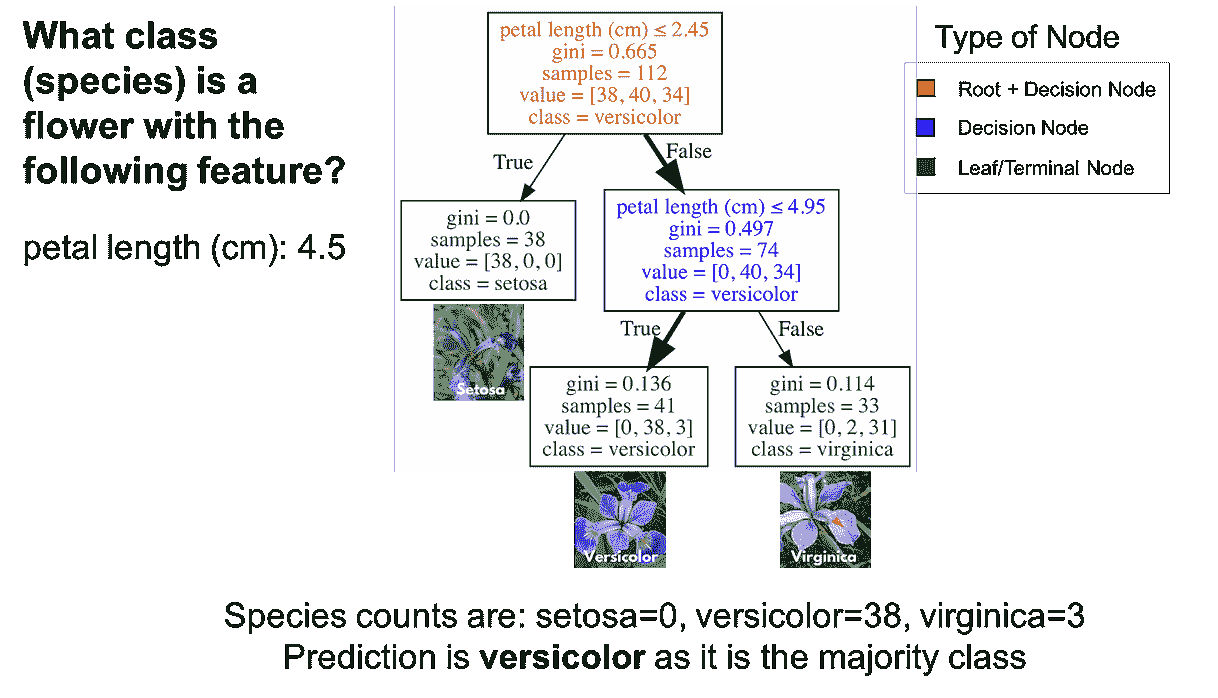 What class
(species) is a
flower with the
following feature?
petal length (cm): 4.5
petal length (cm) ≤ 2.45
gini = 0.665
samples = 112
value = [38, 40, 34]
class = versicolor
Type of Node
Root + Decision Node
Decision Node
Leaf/Terminal Node
True
False
gini = 0.0
samples = 38
value = [38, 0, 0]
class = setosa
Setosa
petal length (cm) ≤ 4.95
gini = 0.497
samples = 74
value = [0, 40, 34]
class = versicolor
True
False
gini = 0.136
samples = 41
value = [0, 38, 3]
class = versicolor
Versicolor
gini = 0.114
samples = 33
value = [0, 2, 31]
class = virginica
Virginica
Species counts are: setosa=0, versicolor=38, virginica=3
Prediction is versicolor as it is the majority class